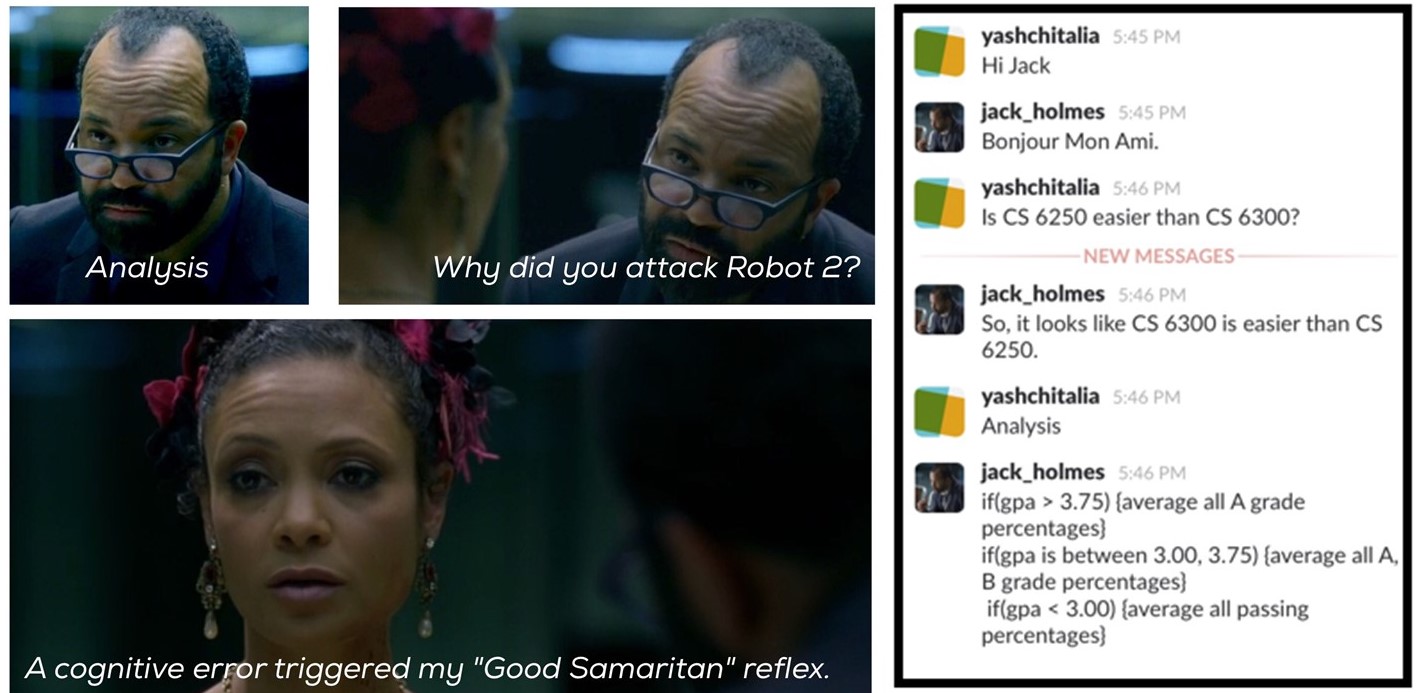 Analysis
Why did you attack Robot 2?
A cognitive error triggered my "Good Samaritan" reflex.
yashchitalia 5:45 PM
Hi Jack
jack_holmes 5:45 PM
Bonjour Mon Ami.
yashchitalia 5:46 PM
Is CS 6250 easier than CS 6300?
NEW MESSAGES
jack_holmes 5:46 PM
So, it looks like CS 6300 is easier than CS
6250.
yashchitalia 5:46 PM
Analysis
jack_holmes 5:46 PM
if(gpa > 3.75) {average all A grade
percentages}
if(gpa is between 3.00, 3.75) {average all A,
B grade percentages}
if(gpa < 3.00) {average all passing
percentages}